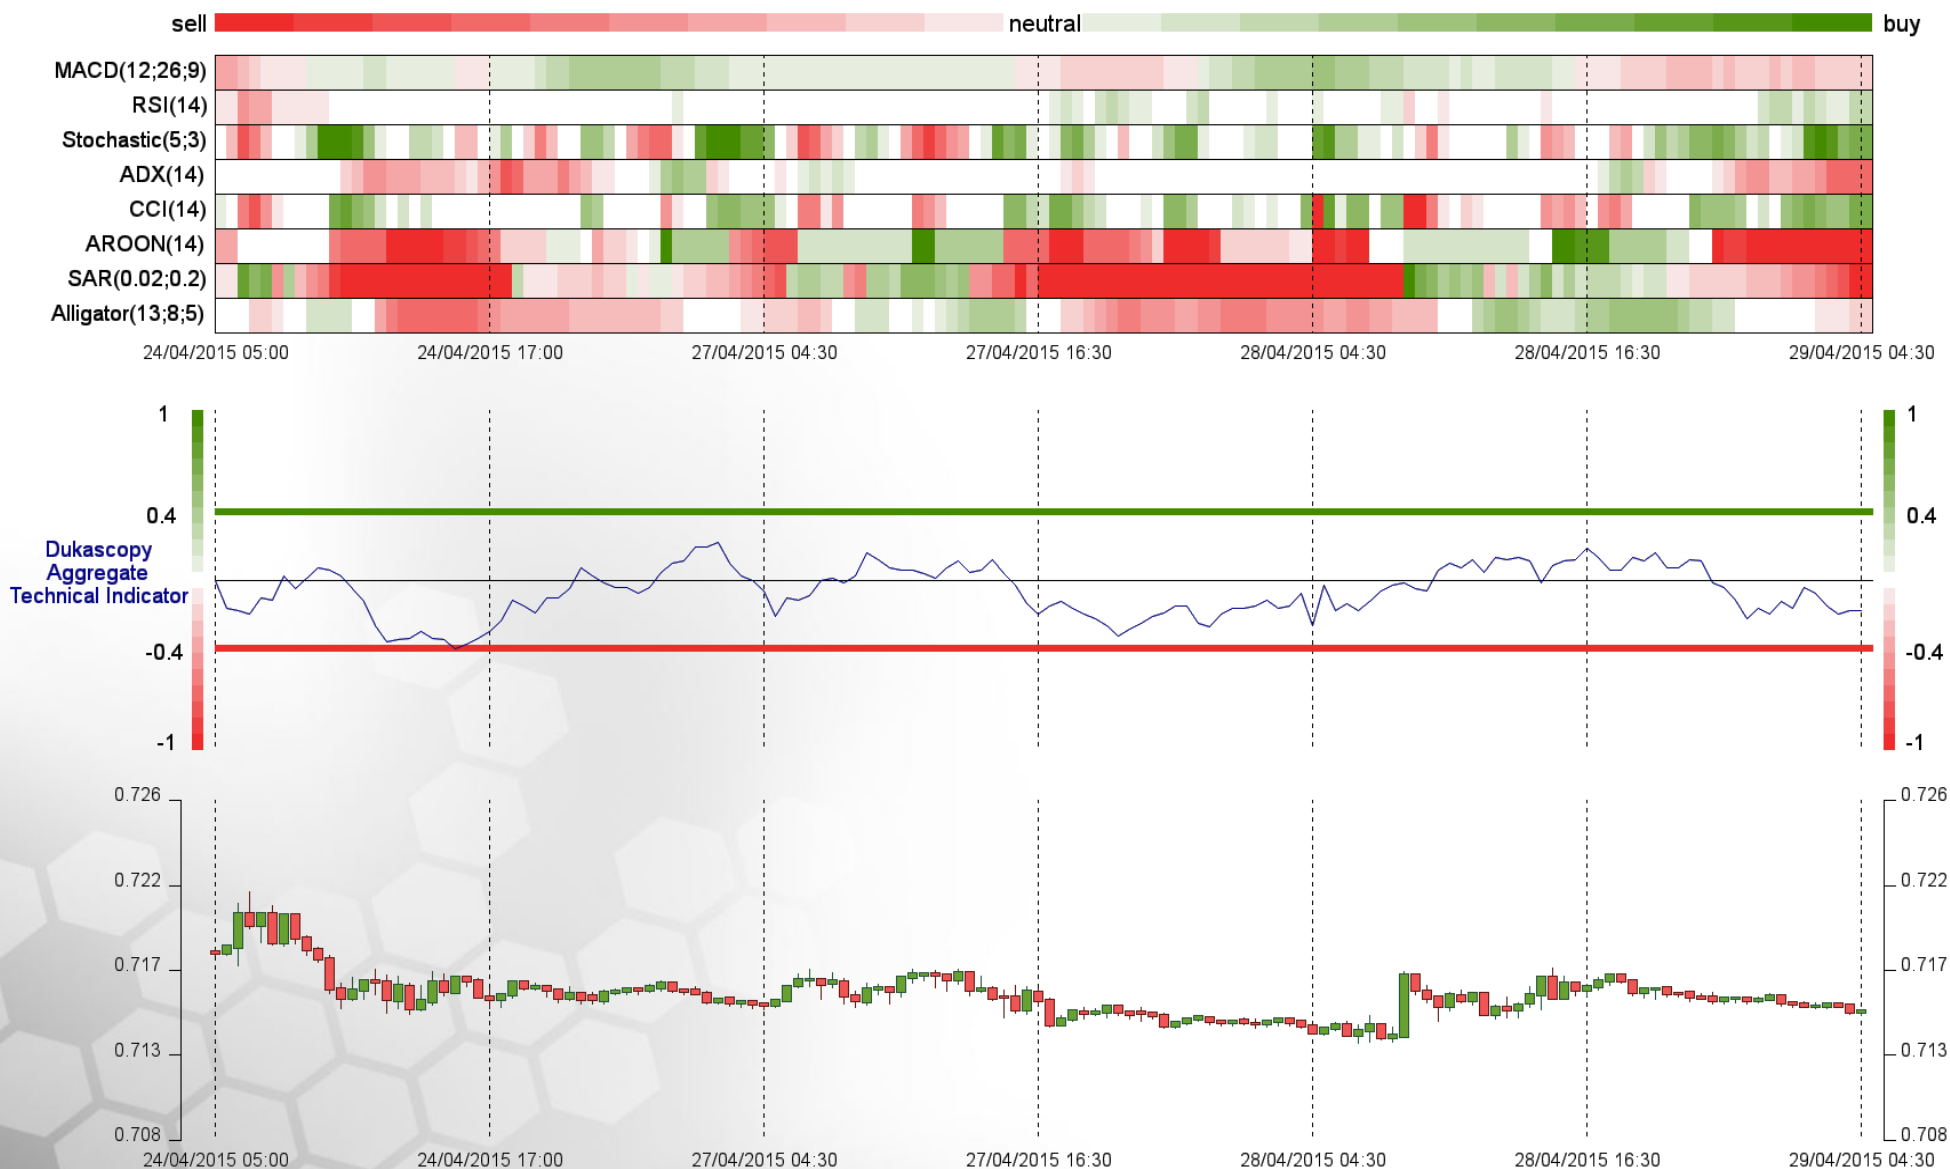 sell neutral buy
MACD(12;26;9)
RSI(14)
Stochastic(5;3)
ADX(14)
CCI(14)
AROON(14)
SAR(0.02;0.2)
Alligator(13;8;5)
24/04/2015 05:00 24/04/2015 17:00 27/04/2015 04:30 27/04/2015 16:30 28/04/2015 04:30 28/04/2015 16:30 29/04/2015 04:30
1 1
0.4 0.4
Dukascopy
Aggregate
Technical Indicator
-0.4 -0.4
-1 -1
0.726 0.726
0.722 0.722
0.717 0.717
0.713 0.713
0.708 0.708
24/04/2015 05:00 24/04/2015 17:00 27/04/2015 04:30 27/04/2015 16:30 28/04/2015 04:30 28/04/2015 16:30 29/04/2015 04:30